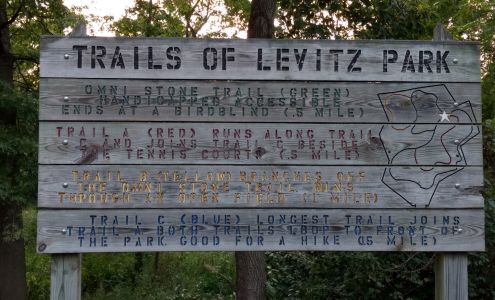 TRAILS OF LEVITZ PARK
OMNI STONE TRAIL (GREEN)
HANDICAPPED ACCESSIBLE
ENDS AT A BIRDBLIND (.5 MILE)
TRAIL A (RED) RUNS ALONG TRAIL
C AND JOINS TRAIL C BESIDE
THE TENNIS COURTS (.5 MILE)
TRAIL B (YELLOW) BRANCHES OFF
THE OMNI STONE TRAIL RUNS
THROUGH AN OPEN FIELD (1 MILE)
TRAIL C (BLUE) LONGEST TRAIL JOINS
TRAIL A BOTH TRAILS LOOP TO FRONT OF
THE PARK GOOD FOR A HIKE (1.5 MILE)